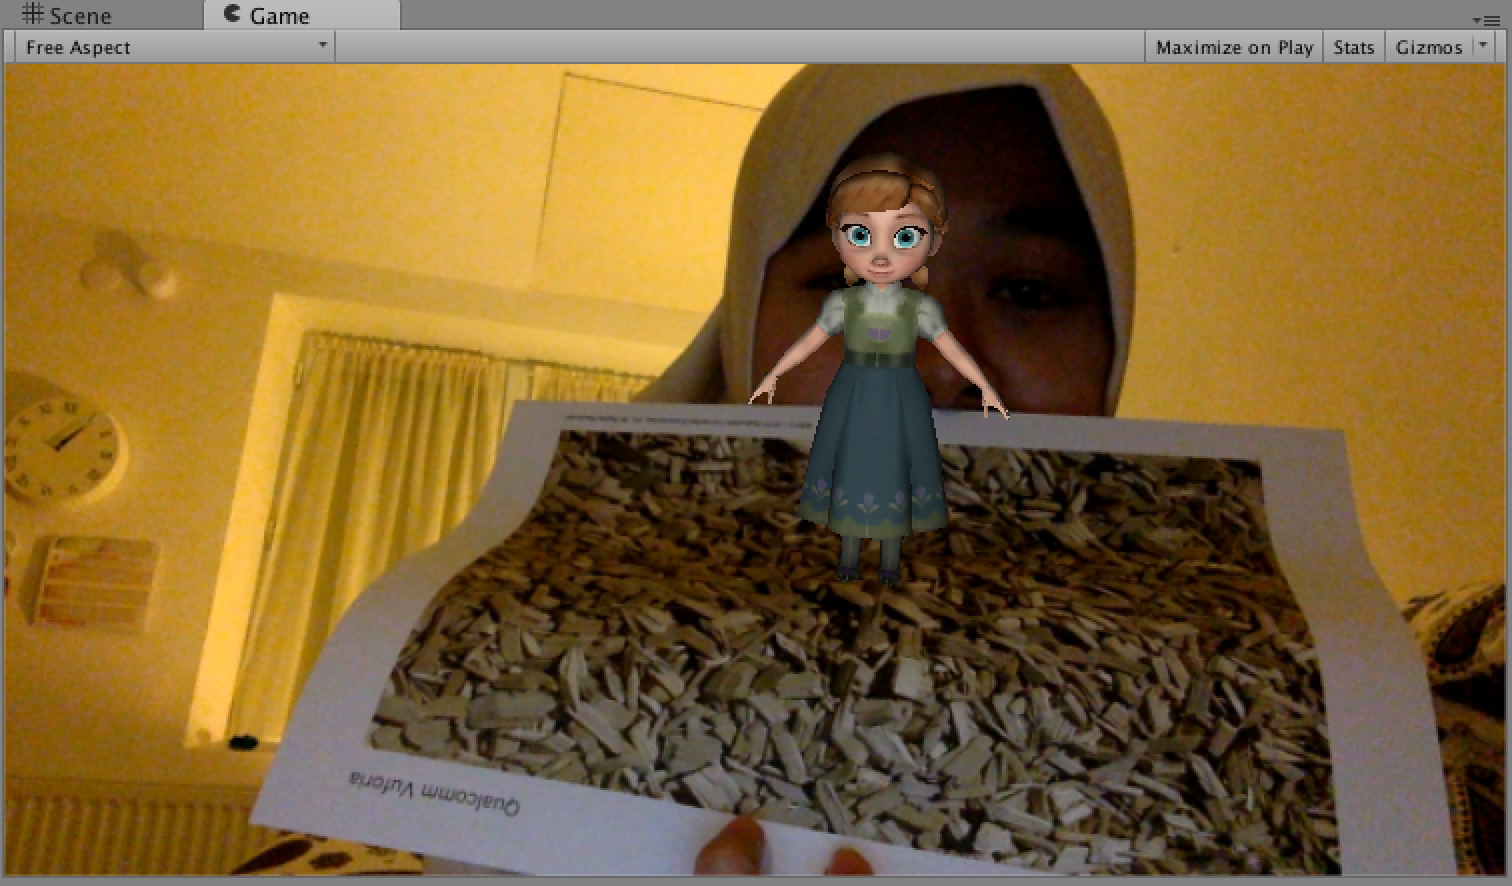 Scene
Game
Free Aspect
Maximize on Play
Stats
Gizmos
Qualcomm Vuforia